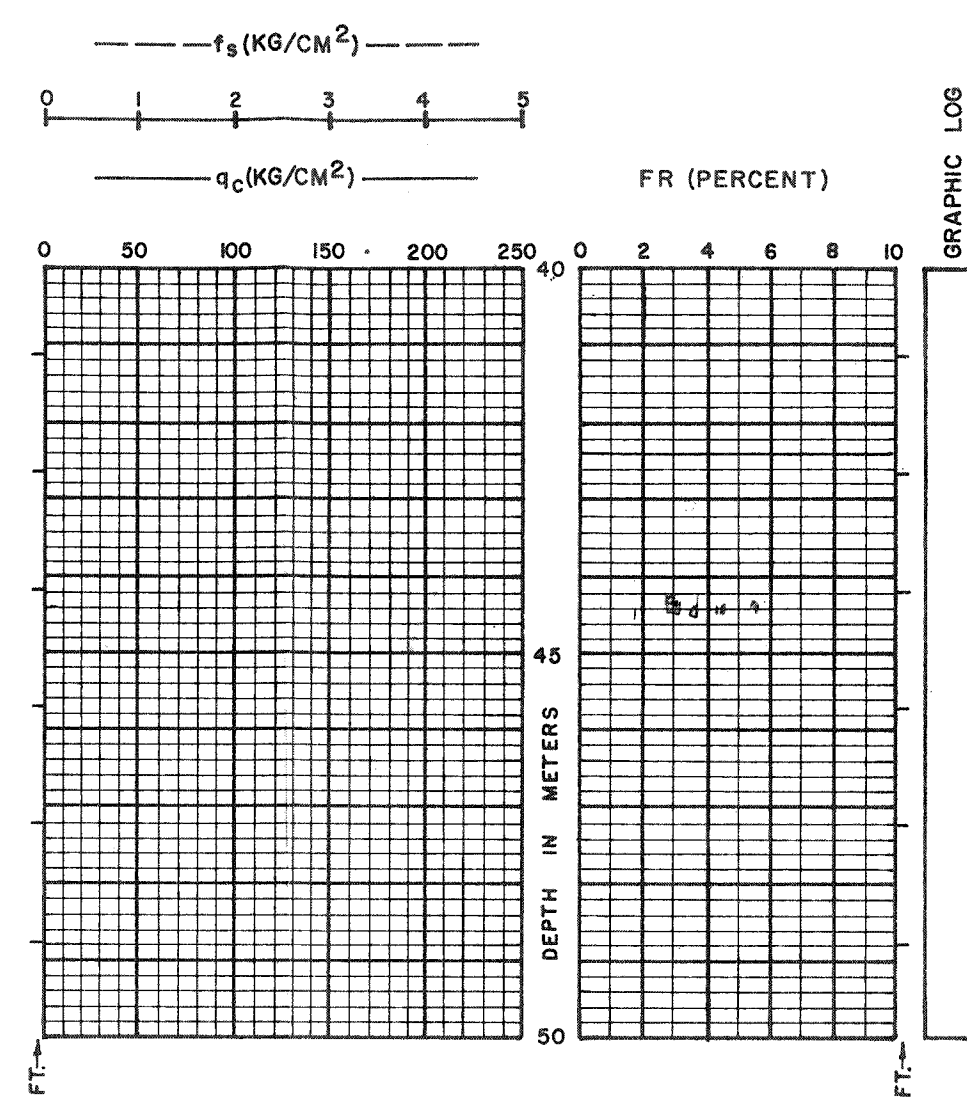 fs (KG/CM2)
0 1 2 3 4 5
qc (KG/CM2)
FR (PERCENT)
GRAPHIC LOG
0 50 100 150 200 250
0 2 4 6 8 10
40
45
DEPTH IN METERS
50
FT.
FT.